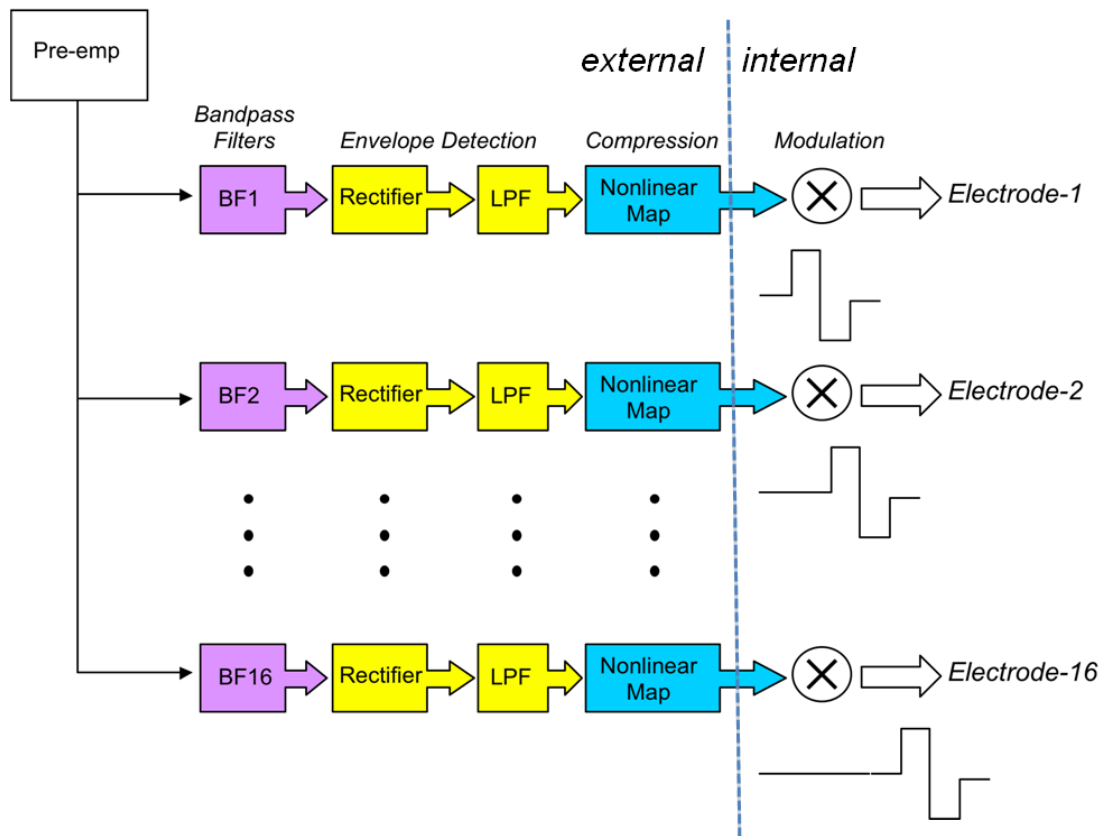 Pre-emp
external internal
Bandpass
Filters
Envelope Detection
Compression
Modulation
BF1
Rectifier
LPF
Nonlinear
Map
Electrode-1
BF2
Rectifier
LPF
Nonlinear
Map
Electrode-2
BF16
Rectifier
LPF
Nonlinear
Map
Electrode-16